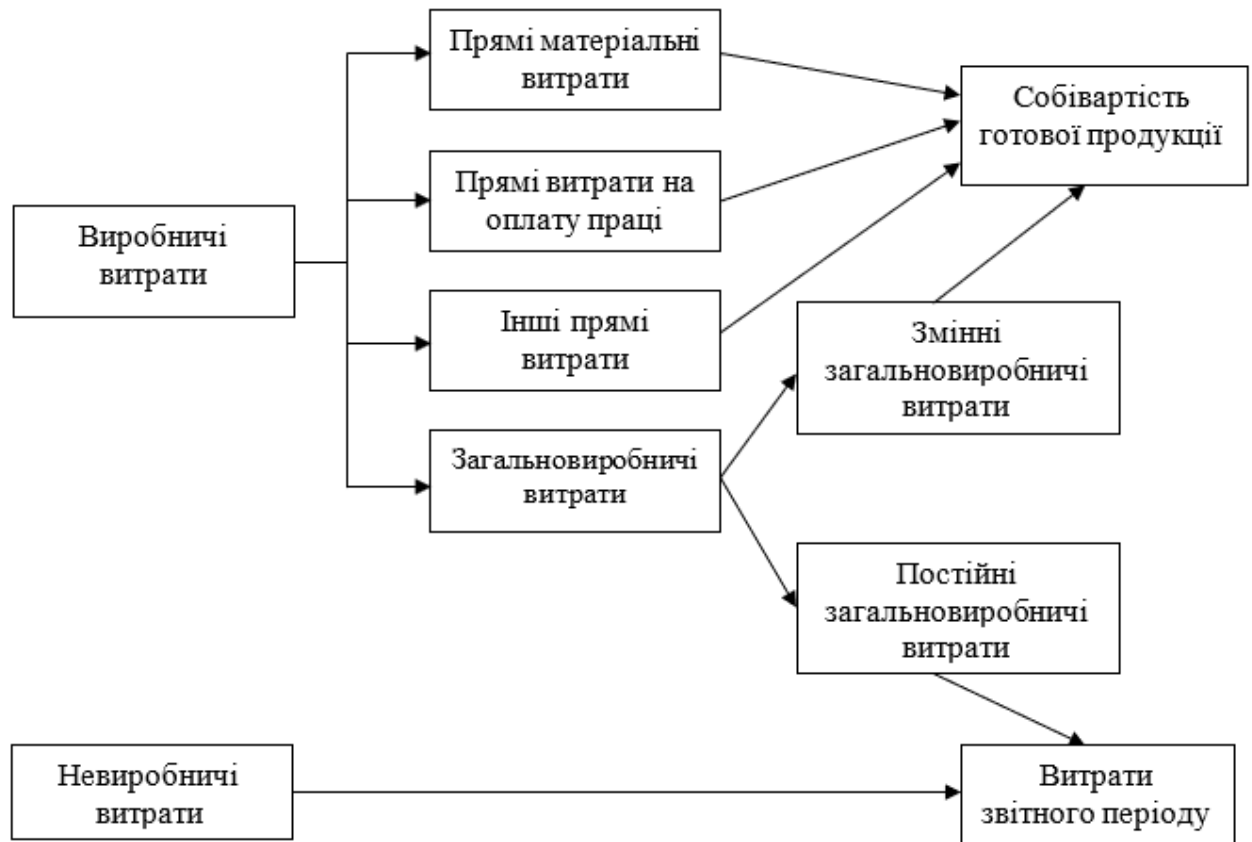 Прямі матеріальні
витрати
Собівартість
готової продукції
Прямі витрати на
оплату праці
Виробничі
витрати
Інші прямі
витрати
Змінні
загальновиробничі
витрати
Загальновиробничі
витрати
Постійні
загальновиробничі
витрати
Невиробничі
витрати
Витрати
звітного періоду